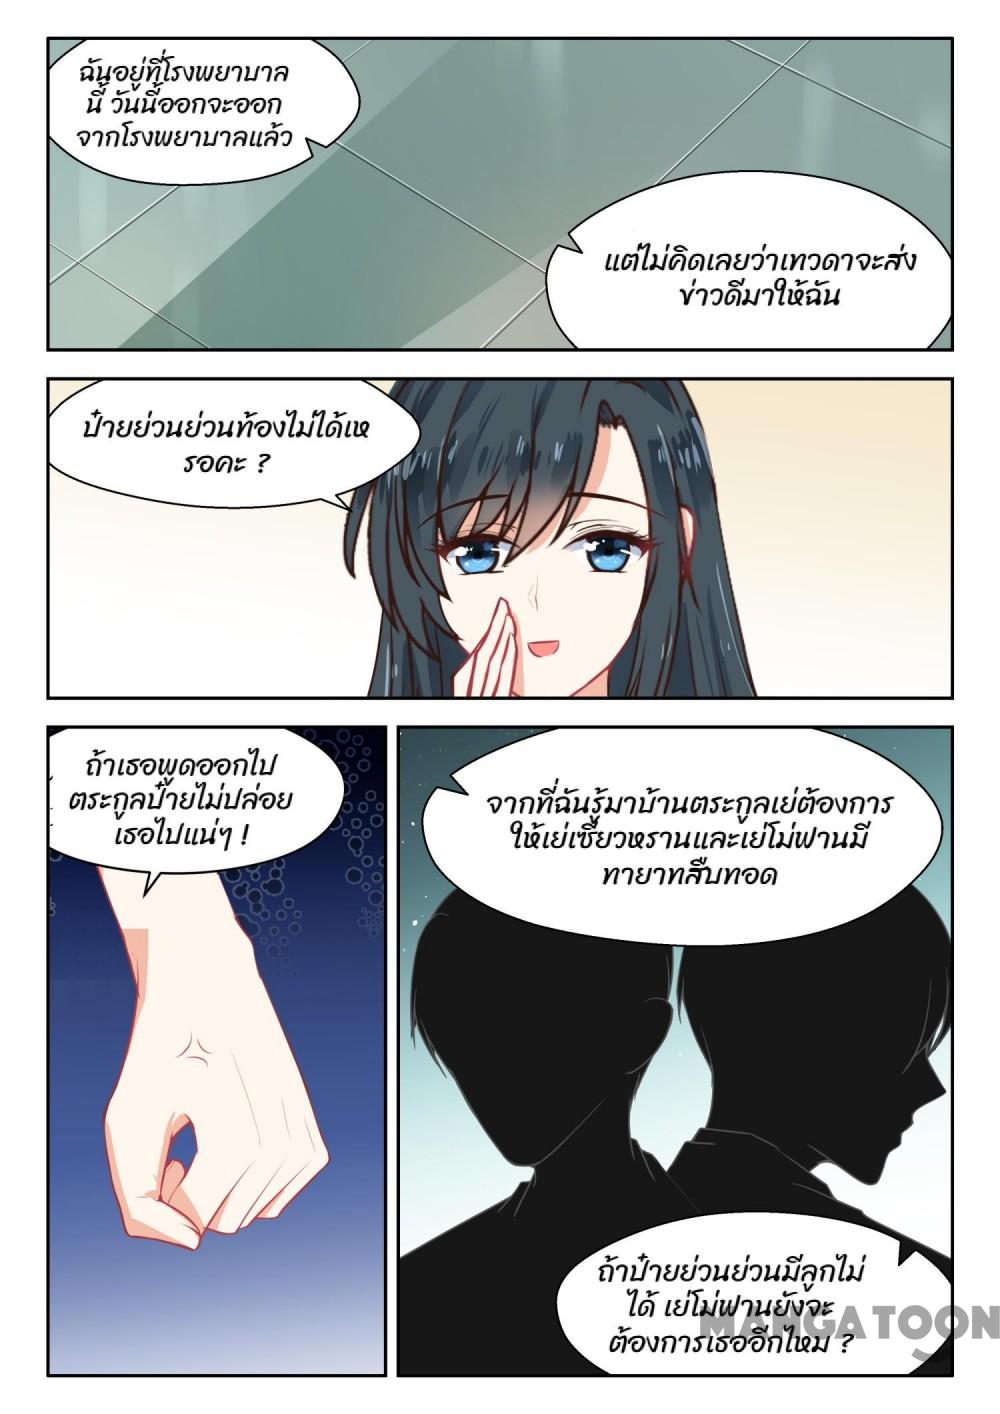 ฉันอยู่ที่โรงพยาบาล
นี้ วันนี้ออกจะออก
จากโรงพยาบาลแล้ว
แต่ไม่คิดเลยว่าเทวดาจะส่ง
ข่าวดีมาให้ฉัน
ป๋ายย่วนย่วนท้องไม่ได้เห
รอคะ ?
ถ้าเธอพูดออกไป
ตระกูลป๋ายไม่ปล่อย
เธอไปแน่ๆ !
จากที่ฉันรู้มาบ้านตระกูลเย่ต้องการ
ให้เย่เซี่ยวหรานและเย่โม่ฟานมี
ทายาทสืบทอด
ถ้าป๋ายย่วนย่วนมีลูกไม่
ได้ เย่โม่ฟานยังจะ
ต้องการเธออีกไหม ?
MANGATOON